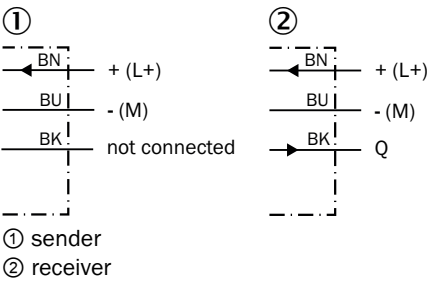 ① ②
BN + (L+) BN + (L+)
BU - (M) BU - (M)
BK not connected BK Q
① sender
② receiver